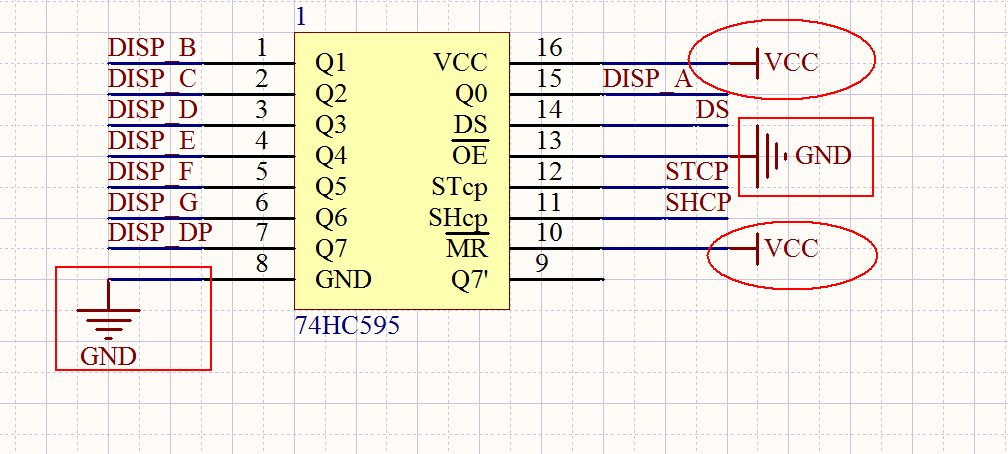 1
DISP_B 1 Q1 VCC 16 VCC
DISP_C 2 Q2 Q0 15 DISP_A
DISP_D 3 Q3 DS 14 DS
DISP_E 4 Q4 OE 13 GND
DISP_F 5 Q5 STcp 12 STCP
DISP_G 6 Q6 SHcp 11 SHCP
DISP_DP 7 Q7 MR 10 VCC
8 GND Q7' 9
GND
74HC595